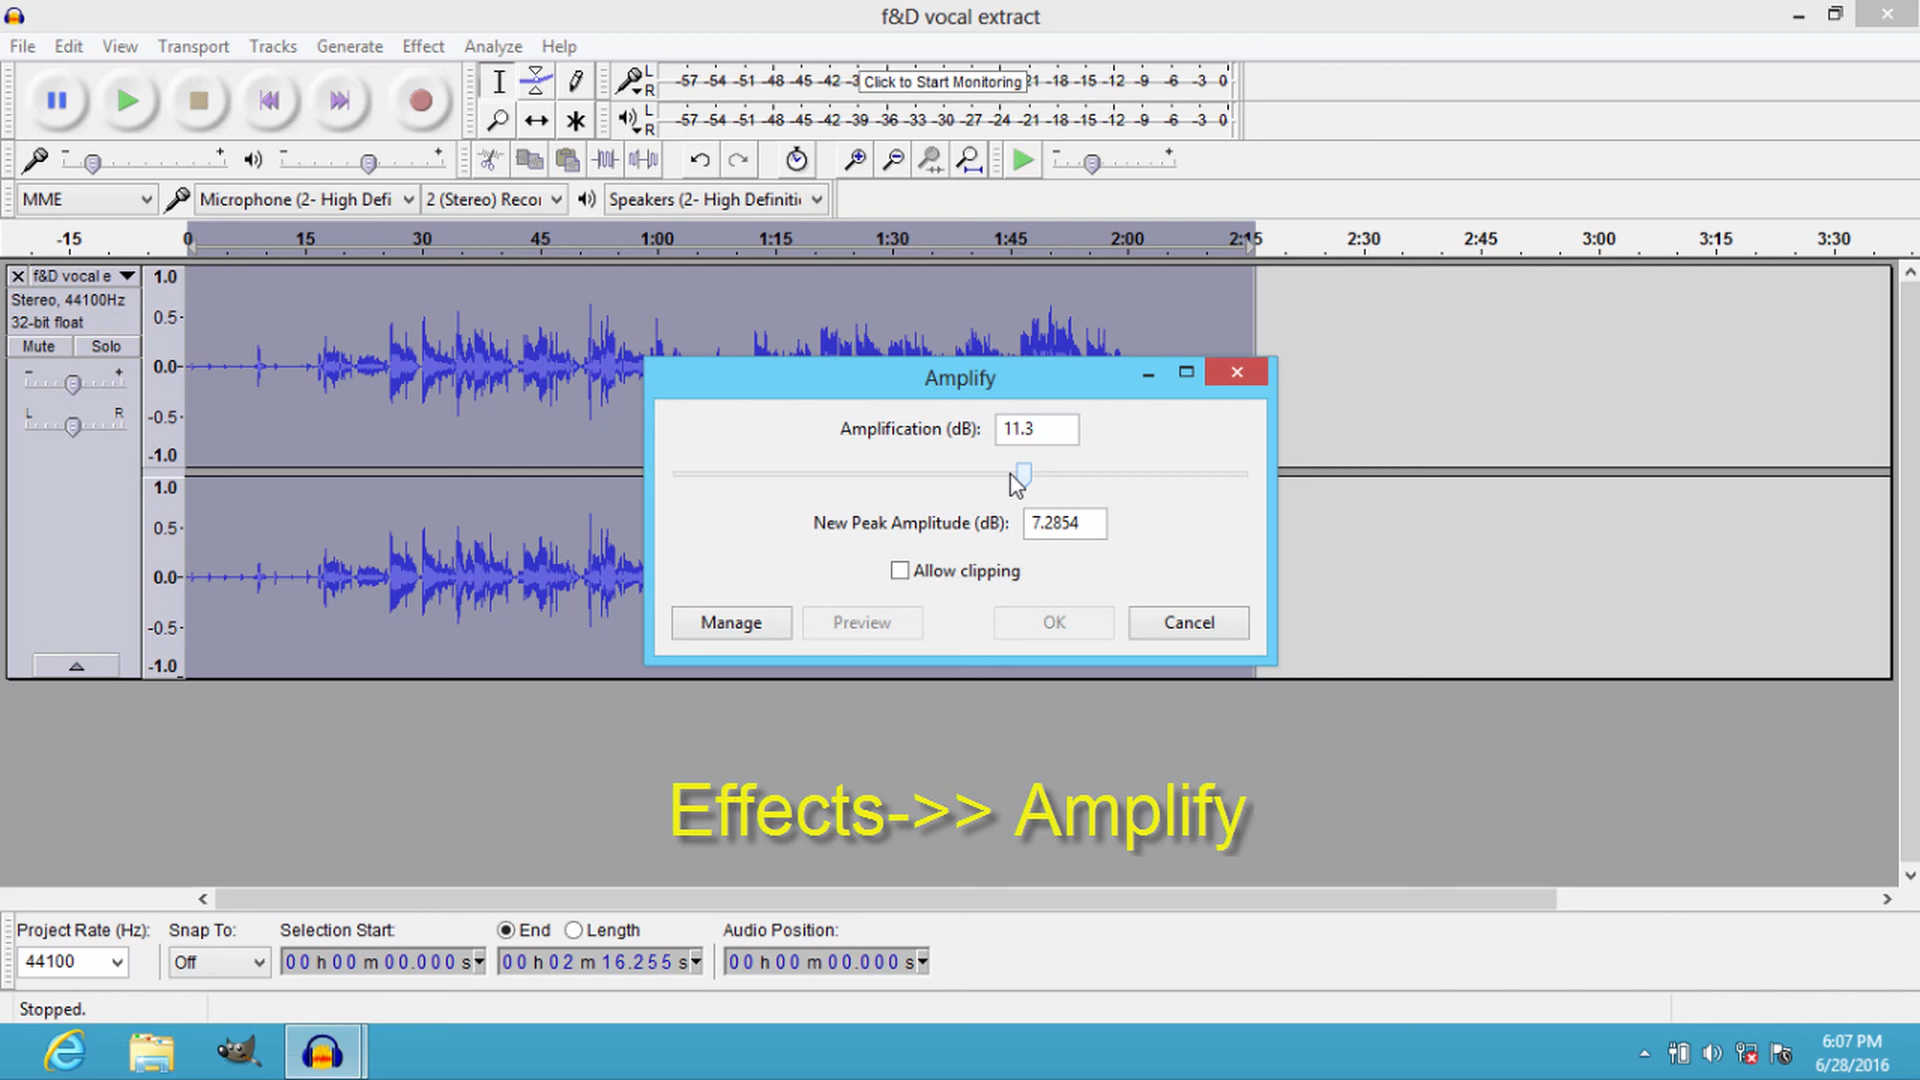 f&D vocal extract
File Edit View Transport Tracks Generate Effect Analyze Help
L
R
-57 -54 -51 -48 -45 -42 -3 Click to Start Monitoring 21 -18 -15 -12 -9 -6 -3 0
L
R
-57 -54 -51 -48 -45 -42 -39 -36 -33 -30 -27 -24 -21 -18 -15 -12 -9 -6 -3 0
- + - + - +
MME Microphone (2- High Defi 2 (Stereo) Recor Speakers (2- High Definiti
-15 0 15 30 45 1:00 1:15 1:30 1:45 2:00 2:15 2:30 2:45 3:00 3:15 3:30
f&D vocal e
Stereo, 44100Hz
32-bit float
Mute Solo
- +
L R
1.0
0.5
0.0
-0.5
-1.0
1.0
0.5
0.0
-0.5
-1.0
Amplify
Amplification (dB): 11.3
New Peak Amplitude (dB): 7.2854
Allow clipping
Manage Preview OK Cancel
Effects->> Amplify
Project Rate (Hz): Snap To: Selection Start: End Length Audio Position:
44100 Off 00 h 00 m 00.000 s 00 h 02 m 16.255 s 00 h 00 m 00.000 s
Stopped.
6:07 PM
6/28/2016